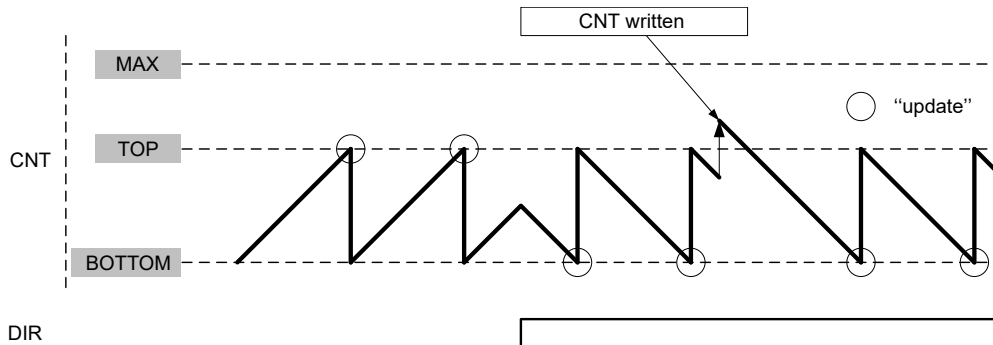 CNT written
MAX
‘‘update’’
TOP
CNT
BOTTOM
DIR